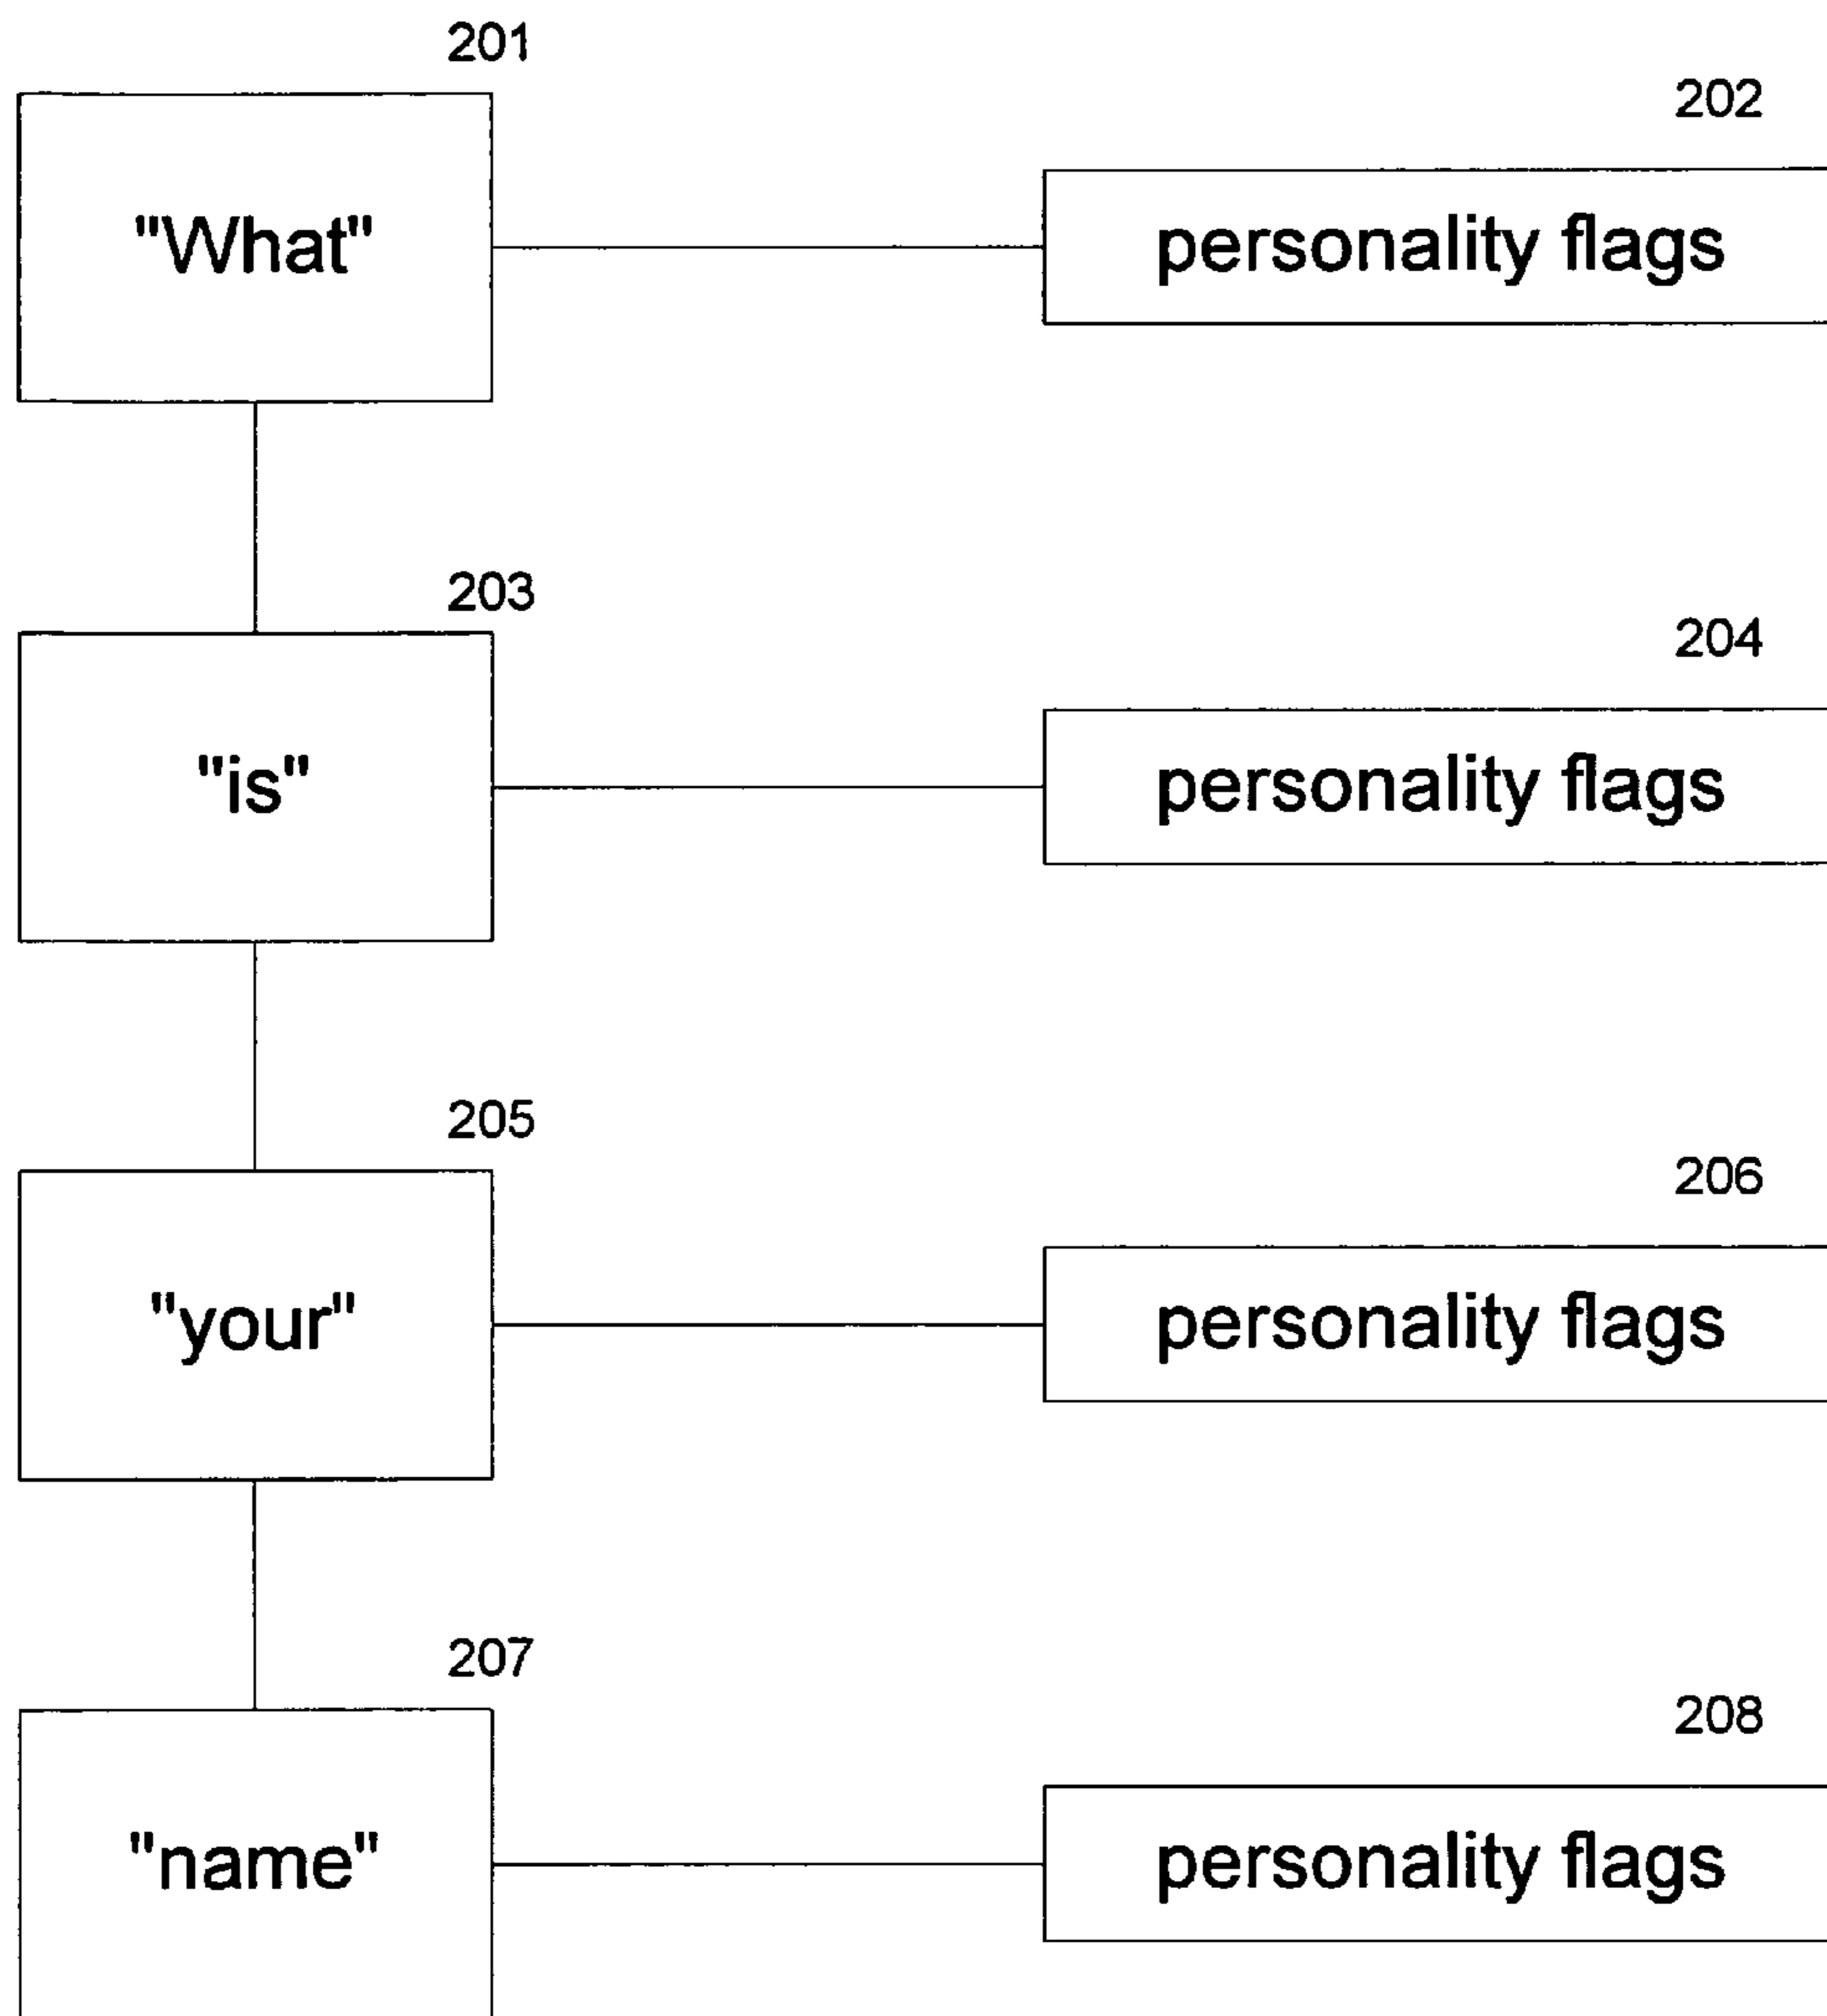 201
202
"What"
personality flags
203
204
"is"
personality flags
205
206
"your"
personality flags
207
208
"name"
personality flags